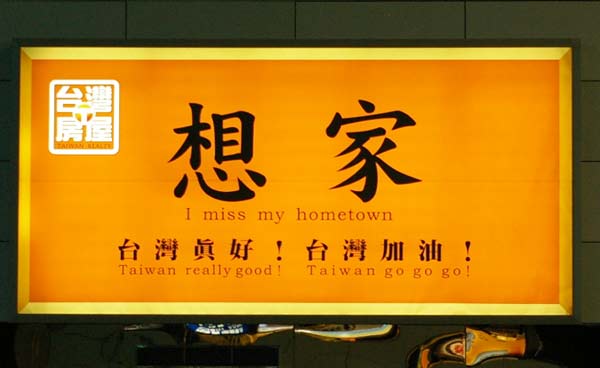 台灣
房屋
TAIWAN REALTY
想家
I miss my hometown
台灣眞好！台灣加油！
Taiwan really good! Taiwan go go go!